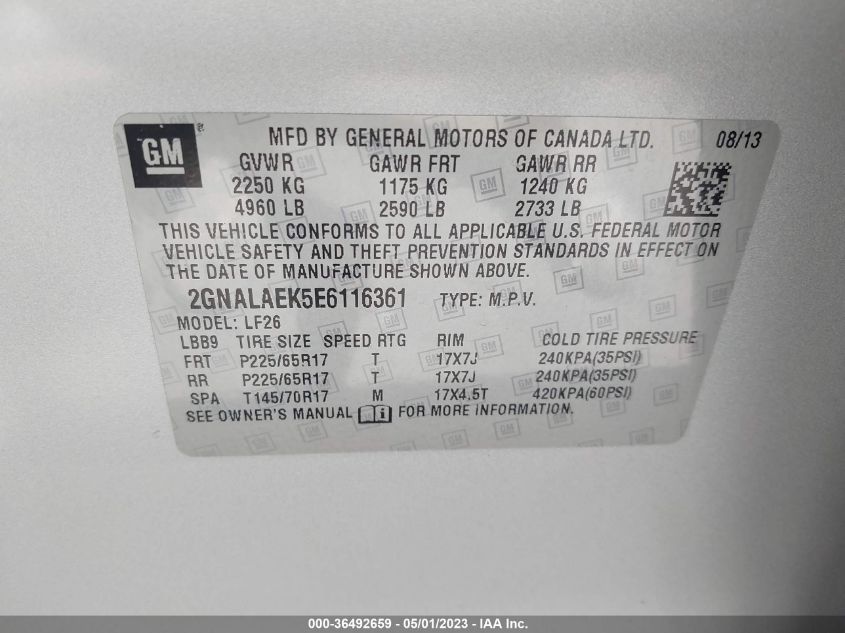 GM ® MFD BY GENERAL MOTORS OF CANADA LTD. 08/13
GVWR GAWR FRT GAWR RR
2250 KG 1175 KG 1240 KG
4960 LB 2590 LB 2733 LB
THIS VEHICLE CONFORMS TO ALL APPLICABLE U.S. FEDERAL MOTOR
VEHICLE SAFETY AND THEFT PREVENTION STANDARDS IN EFFECT ON
THE DATE OF MANUFACTURE SHOWN ABOVE.
2GNALAEK5E6116361 TYPE: M.P.V.
MODEL: LF26
LBB9 TIRE SIZE SPEED RTG RIM COLD TIRE PRESSURE
FRT P225/65R17 T 17X7J 240KPA(35PSI)
RR P225/65R17 T 17X7J 240KPA(35PSI)
SPA T145/70R17 M 17X4.5T 420KPA(60PSI)
SEE OWNER'S MANUAL FOR MORE INFORMATION.
000-36492659 - 05/01/2023 - IAA Inc.